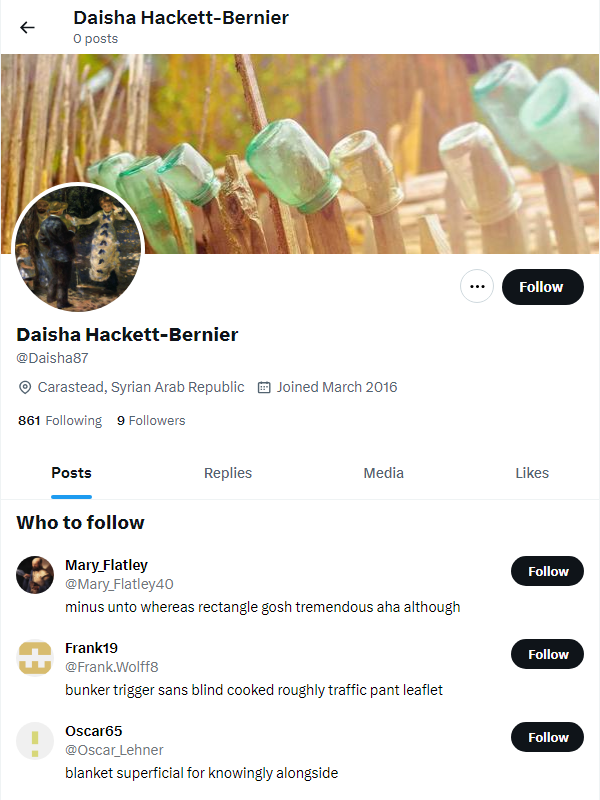 Daisha Hackett-Bernier
0 posts
Follow
Daisha Hackett-Bernier
@Daisha87
Carastead, Syrian Arab Republic Joined March 2016
861 Following 9 Followers
Posts Replies Media Likes
Who to follow
Mary_Flatley
@Mary_Flatley40
Follow
minus unto whereas rectangle gosh tremendous aha although
Frank19
@Frank.Wolff8
Follow
bunker trigger sans blind cooked roughly traffic pant leaflet
Oscar65
@Oscar_Lehner
Follow
blanket superficial for knowingly alongside